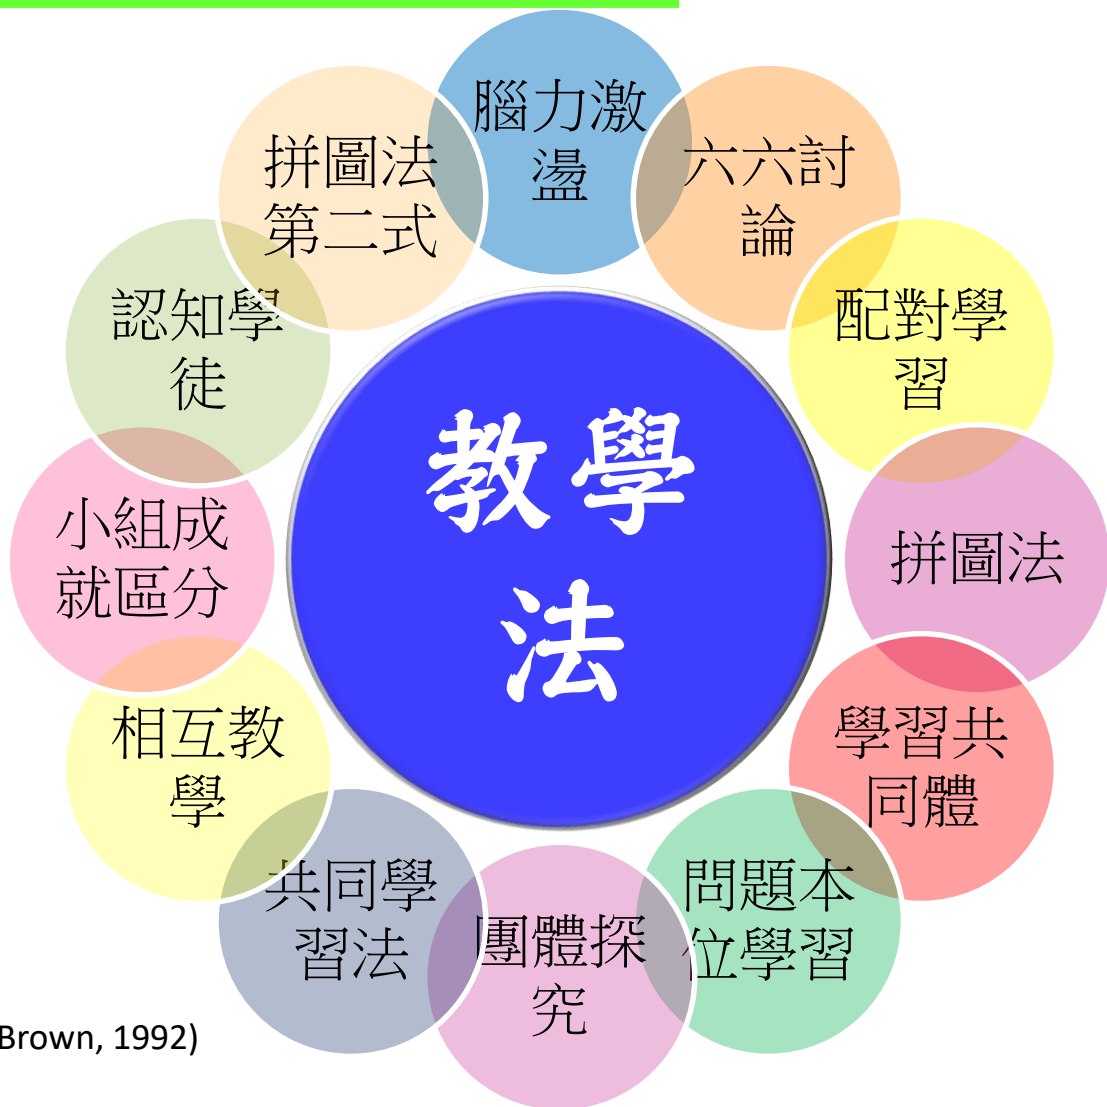 腦力激
盪
六六討
論
配對學
習
拼圖法
學習共
同體
問題本
位學習
團體探
究
共同學
習法
相互教
學
小組成
就區分
認知學
徒
拼圖法
第二式
教學
法
Brown, 1992)